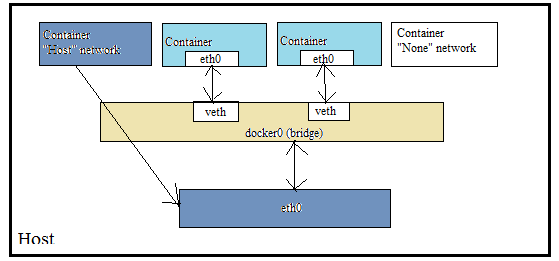 Container
"Host" network
Container
eth0
Container
eth0
Container
"None" network
veth
veth
docker0 (bridge)
eth0
Host